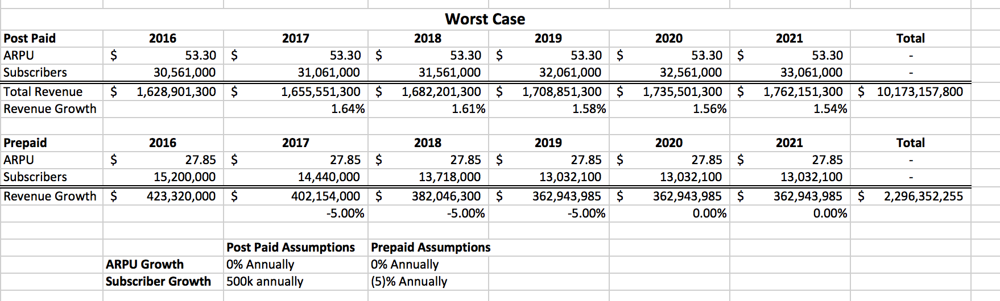 Worst Case
Post Paid 2016 2017 2018 2019 2020 2021 Total
ARPU $ 53.30 $ 53.30 $ 53.30 $ 53.30 $ 53.30 $ 53.30 -
Subscribers 30,561,000 31,061,000 31,561,000 32,061,000 32,561,000 33,061,000 -
Total Revenue $ 1,628,901,300 $ 1,655,551,300 $ 1,682,201,300 $ 1,708,851,300 $ 1,735,501,300 $ 1,762,151,300 $ 10,173,157,800
Revenue Growth 1.64% 1.61% 1.58% 1.56% 1.54%
Prepaid 2016 2017 2018 2019 2020 2021 Total
ARPU $ 27.85 $ 27.85 $ 27.85 $ 27.85 $ 27.85 $ 27.85 -
Subscribers 15,200,000 14,440,000 13,718,000 13,032,100 13,032,100 13,032,100 -
Revenue Growth $ 423,320,000 $ 402,154,000 $ 382,046,300 $ 362,943,985 $ 362,943,985 $ 362,943,985 $ 2,296,352,255
-5.00% -5.00% -5.00% 0.00% 0.00%
Post Paid Assumptions Prepaid Assumptions
ARPU Growth 0% Annually 0% Annually
Subscriber Growth 500k annually (5)% Annually